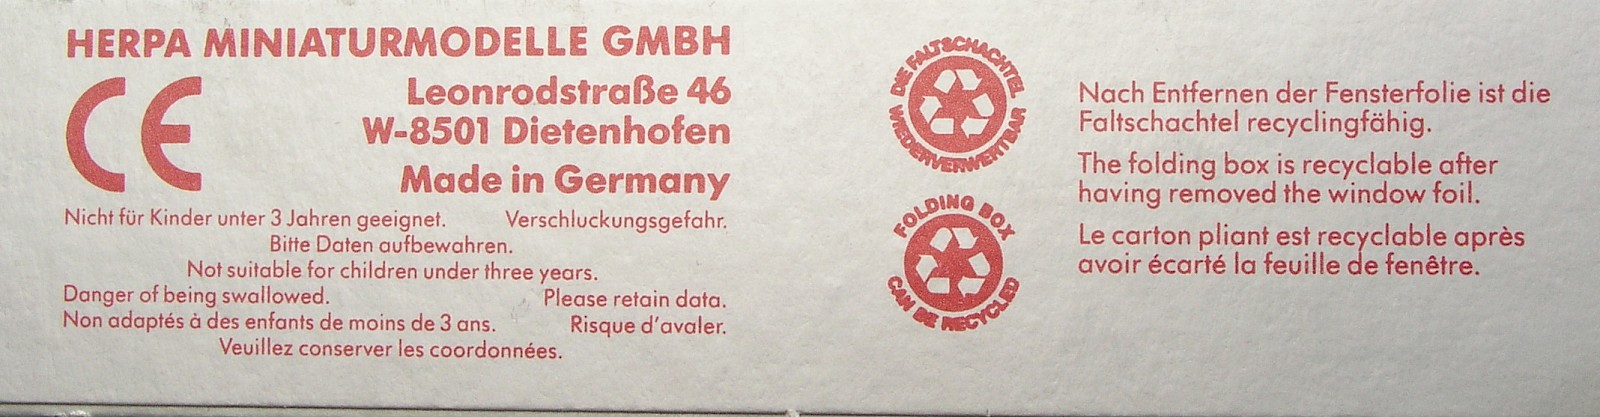 HERPA MINIATURMODELLE GMBH
CE
Leonrodstraße 46
W-8501 Dietenhofen
Made in Germany
Nicht für Kinder unter 3 Jahren geeignet. Verschluckungsgefahr.
Bitte Daten aufbewahren.
Not suitable for children under three years.
Danger of being swallowed. Please retain data.
Non adaptés à des enfants de moins de 3 ans. Risque d'avaler.
Veuillez conserver les coordonnées.
DIE FALTSCHACHTEL
WIEDERVERWERTBAR
FOLDING BOX
CAN BE RECYCLED
Nach Entfernen der Fensterfolie ist die
Faltschachtel recyclingfähig.
The folding box is recyclable after
having removed the window foil.
Le carton pliant est recyclable après
avoir écarté la feuille de fenêtre.